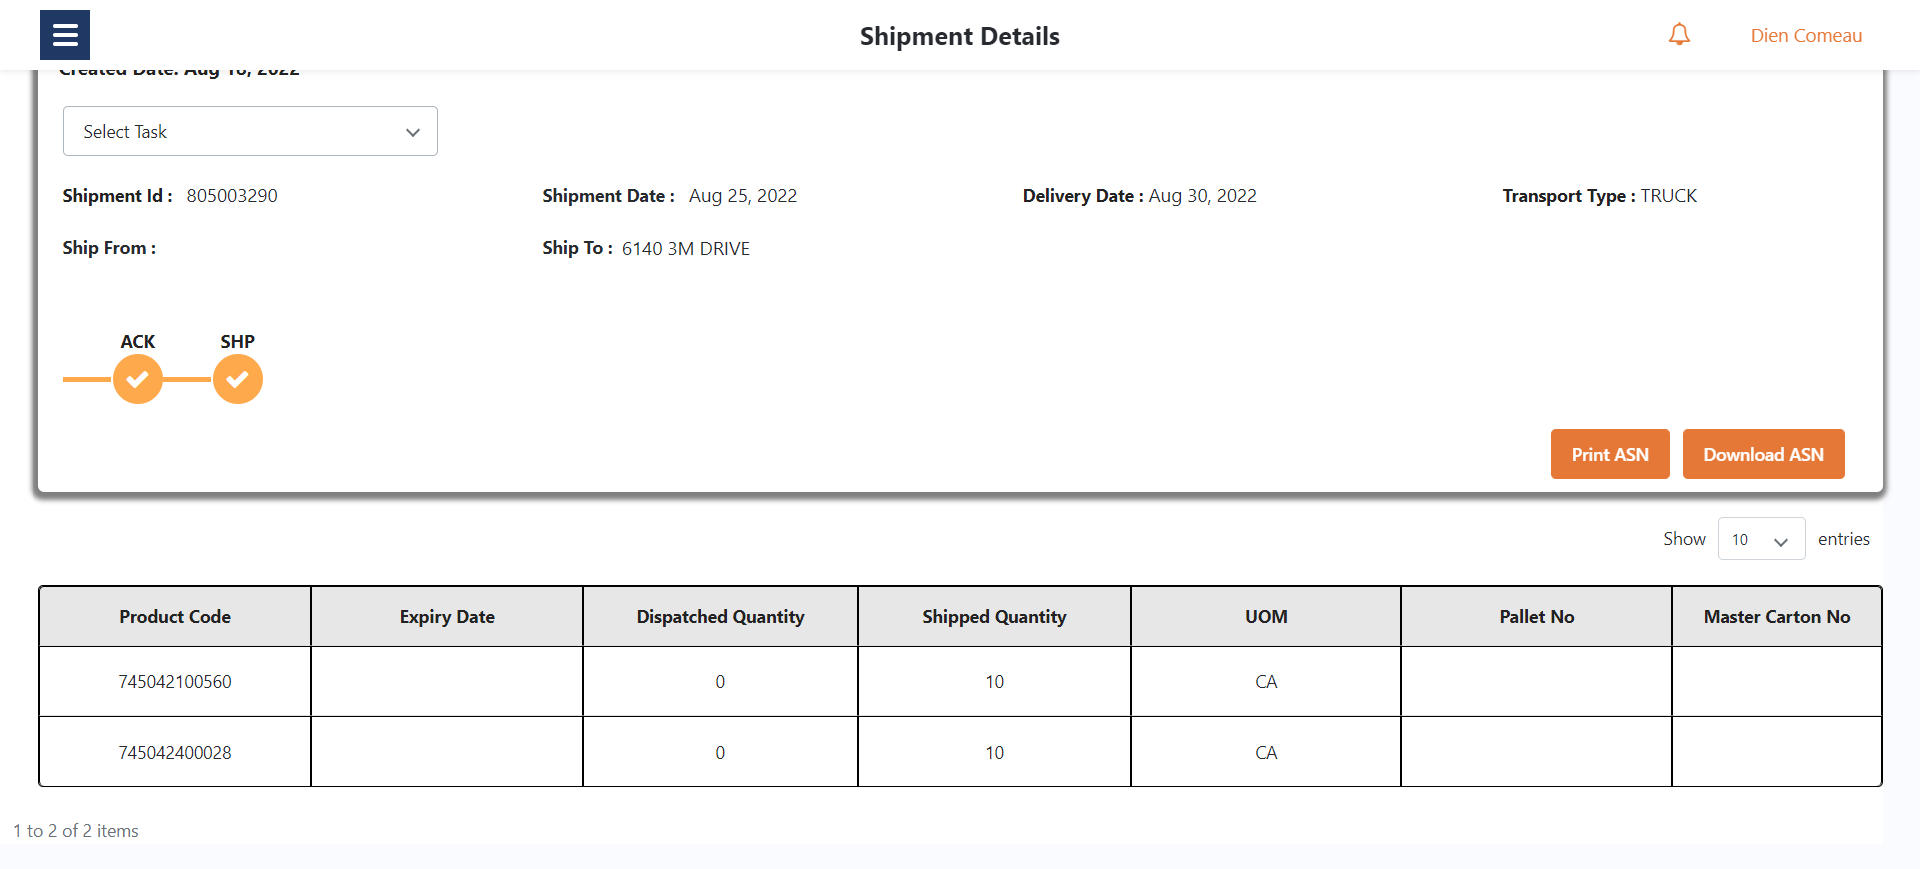 Shipment Details
Dien Comeau
Created Date: Aug 18, 2022
Select Task
Shipment Id : 805003290
Shipment Date : Aug 25, 2022
Delivery Date : Aug 30, 2022
Transport Type : TRUCK
Ship From :
Ship To : 6140 3M DRIVE
ACK SHP
Print ASN Download ASN
Show 10 entries
Product Code Expiry Date Dispatched Quantity Shipped Quantity UOM Pallet No Master Carton No
745042100560 0 10 CA
745042400028 0 10 CA
1 to 2 of 2 items